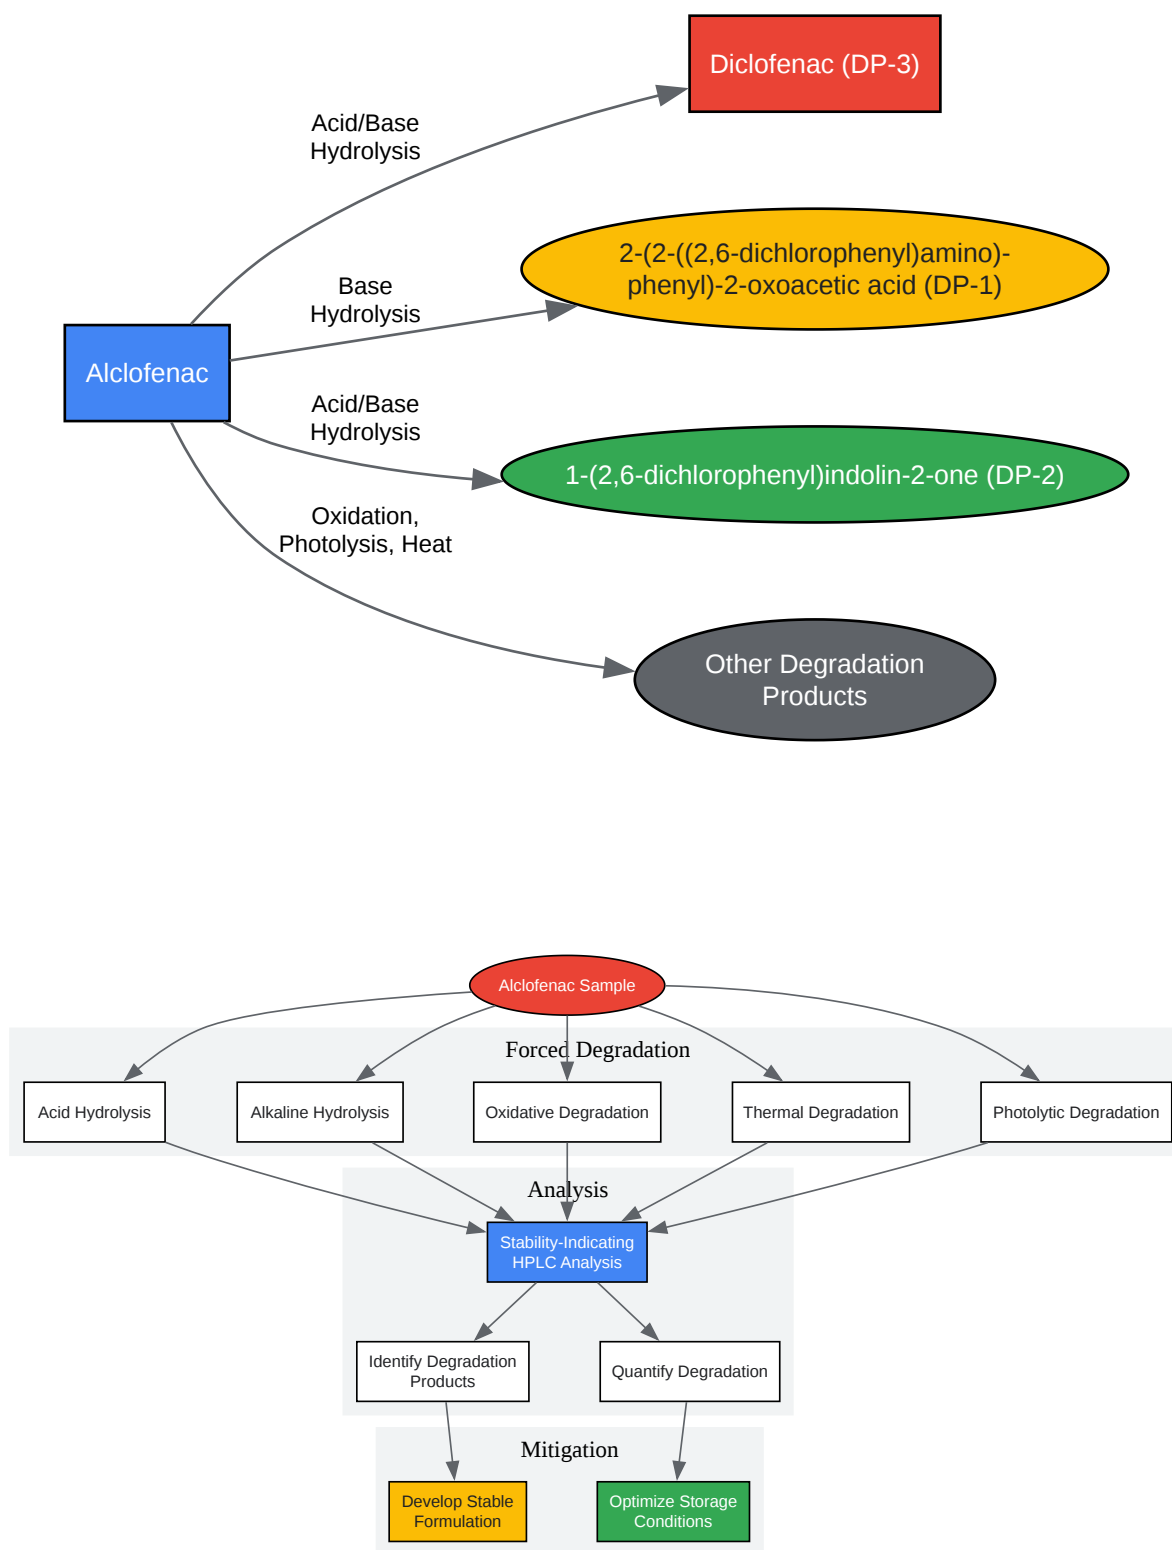 Diclofenac (DP-3)
Acid/Base
Hydrolysis
2-(2-((2,6-dichlorophenyl)amino)-
phenyl)-2-oxoacetic acid (DP-1)
Base
Hydrolysis
Alclofenac
Acid/Base
Hydrolysis
1-(2,6-dichlorophenyl)indolin-2-one (DP-2)
Oxidation,
Photolysis, Heat
Other Degradation
Products
Alclofenac Sample
Forced Degradation
Acid Hydrolysis
Alkaline Hydrolysis
Oxidative Degradation
Thermal Degradation
Photolytic Degradation
Analysis
Stability-Indicating
HPLC Analysis
Identify Degradation
Products
Quantify Degradation
Mitigation
Develop Stable
Formulation
Optimize Storage
Conditions